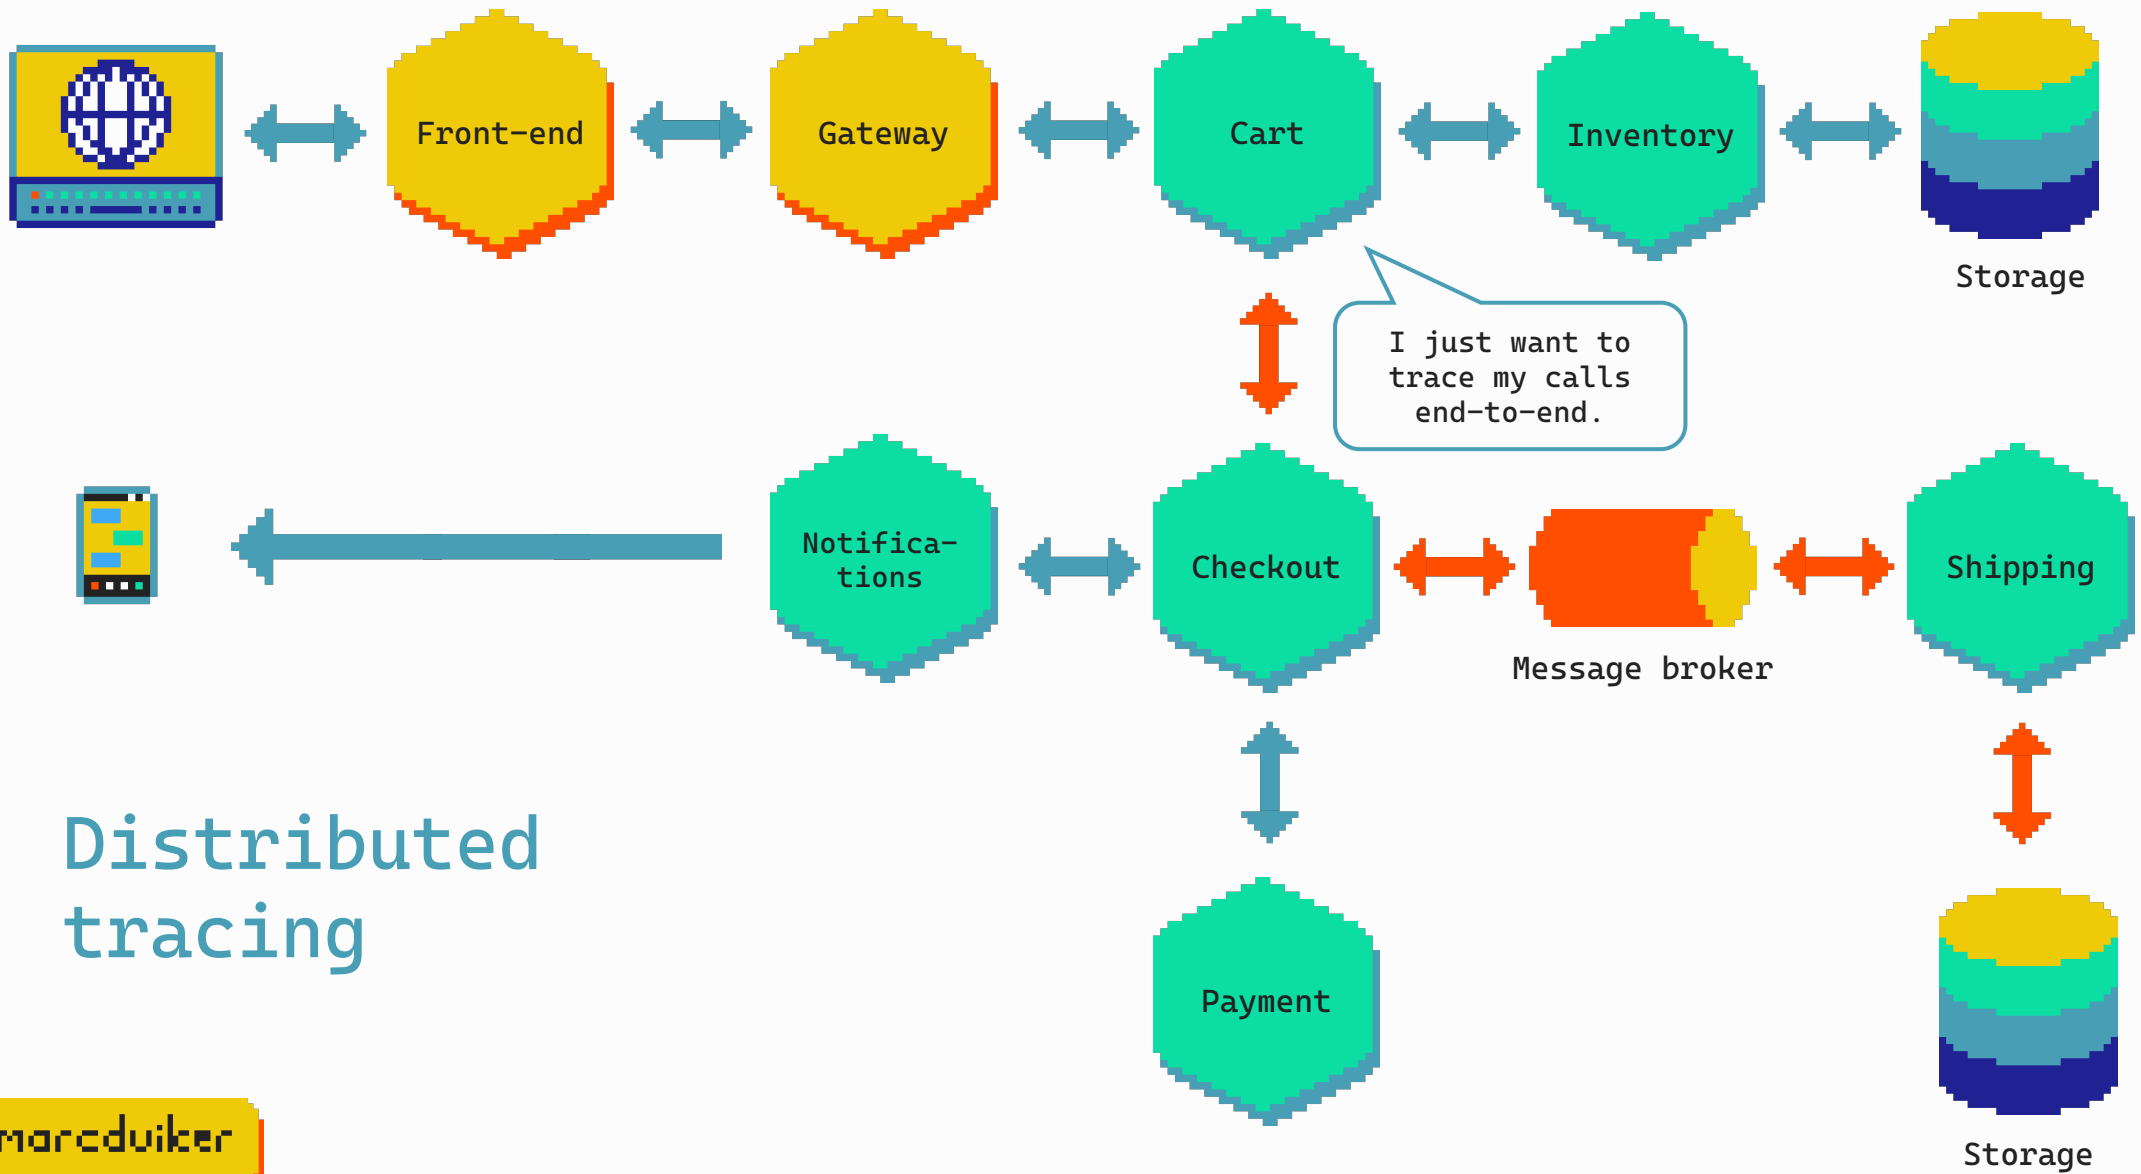 Front-end
Gateway
Cart
Inventory
Storage
I just want to
trace my calls
end-to-end.
Notifica-
tions
Checkout
Message broker
Shipping
Distributed
tracing
Payment
Storage
marcduiker